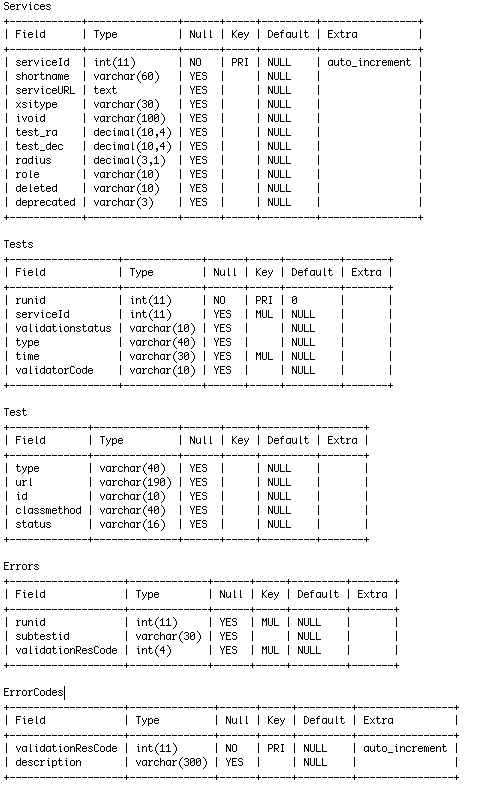 Services
+------------+---------------+------+-----+---------+----------------+
| Field      | Type          | Null | Key | Default | Extra          |
+------------+---------------+------+-----+---------+----------------+
| serviceId  | int(11)       | NO   | PRI | NULL    | auto_increment |
| shortname  | varchar(60)   | YES  |     | NULL    |                |
| serviceURL | text          | YES  |     | NULL    |                |
| xsitype    | varchar(30)   | YES  |     | NULL    |                |
| ivoid      | varchar(100)  | YES  |     | NULL    |                |
| test_ra    | decimal(10,4) | YES  |     | NULL    |                |
| test_dec   | decimal(10,4) | YES  |     | NULL    |                |
| radius     | decimal(3,1)  | YES  |     | NULL    |                |
| role       | varchar(10)   | YES  |     | NULL    |                |
| deleted    | varchar(10)   | YES  |     | NULL    |                |
| deprecated | varchar(3)    | YES  |     | NULL    |                |
+------------+---------------+------+-----+---------+----------------+
Tests
+------------------+-------------+------+-----+---------+-------+
| Field            | Type        | Null | Key | Default | Extra |
+------------------+-------------+------+-----+---------+-------+
| runid            | int(11)     | NO   | PRI | 0       |       |
| serviceId        | int(11)     | YES  | MUL | NULL    |       |
| validationstatus | varchar(10) | YES  |     | NULL    |       |
| type             | varchar(40) | YES  |     | NULL    |       |
| time             | varchar(30) | YES  | MUL | NULL    |       |
| validatorCode    | varchar(10) | YES  |     | NULL    |       |
+------------------+-------------+------+-----+---------+-------+
Test
+-------------+--------------+------+-----+---------+-------+
| Field       | Type         | Null | Key | Default | Extra |
+-------------+--------------+------+-----+---------+-------+
| type        | varchar(40)  | YES  |     | NULL    |       |
| url         | varchar(190) | YES  |     | NULL    |       |
| id          | varchar(10)  | YES  |     | NULL    |       |
| classmethod | varchar(40)  | YES  |     | NULL    |       |
| status      | varchar(16)  | YES  |     | NULL    |       |
+-------------+--------------+------+-----+---------+-------+
Errors
+-------------------+-------------+------+-----+---------+-------+
| Field             | Type        | Null | Key | Default | Extra |
+-------------------+-------------+------+-----+---------+-------+
| runid             | int(11)     | YES  | MUL | NULL    |       |
| subtestid         | varchar(30) | YES  |     | NULL    |       |
| validationResCode | int(4)      | YES  | MUL | NULL    |       |
+-------------------+-------------+------+-----+---------+-------+
ErrorCodes
+-------------------+--------------+------+-----+---------+----------------+
| Field             | Type         | Null | Key | Default | Extra          |
+-------------------+--------------+------+-----+---------+----------------+
| validationResCode | int(11)      | NO   | PRI | NULL    | auto_increment |
| description       | varchar(300) | YES  |     | NULL    |                |
+-------------------+--------------+------+-----+---------+----------------+